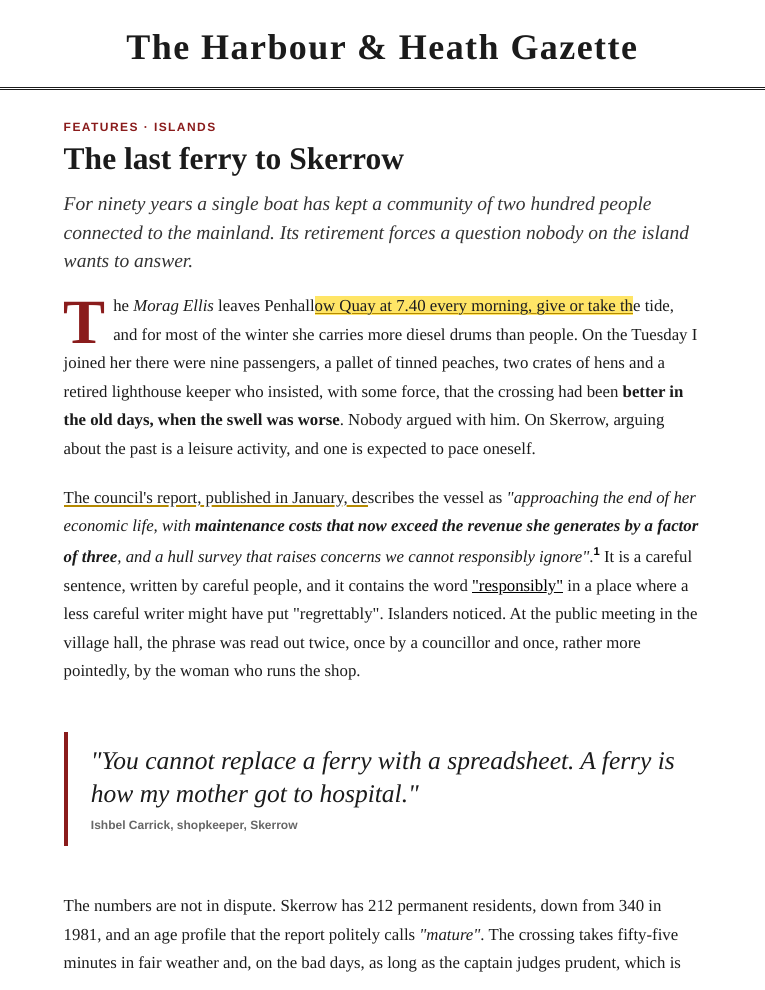 The Harbour & Heath Gazette
FEATURES · ISLANDS
The last ferry to Skerrow
For ninety years a single boat has kept a community of two hundred people
connected to the mainland. Its retirement forces a question nobody on the island
wants to answer.
The Morag Ellis leaves Penhallow Quay at 7.40 every morning, give or take the tide,
and for most of the winter she carries more diesel drums than people. On the Tuesday I
joined her there were nine passengers, a pallet of tinned peaches, two crates of hens and a
retired lighthouse keeper who insisted, with some force, that the crossing had been better in
the old days, when the swell was worse. Nobody argued with him. On Skerrow, arguing
about the past is a leisure activity, and one is expected to pace oneself.
The council's report, published in January, describes the vessel as "approaching the end of her
economic life, with maintenance costs that now exceed the revenue she generates by a factor
of three, and a hull survey that raises concerns we cannot responsibly ignore".1 It is a careful
sentence, written by careful people, and it contains the word "responsibly" in a place where a
less careful writer might have put "regrettably". Islanders noticed. At the public meeting in the
village hall, the phrase was read out twice, once by a councillor and once, rather more
pointedly, by the woman who runs the shop.
"You cannot replace a ferry with a spreadsheet. A ferry is
how my mother got to hospital."
Ishbel Carrick, shopkeeper, Skerrow
The numbers are not in dispute. Skerrow has 212 permanent residents, down from 340 in
1981, and an age profile that the report politely calls "mature". The crossing takes fifty-five
minutes in fair weather and, on the bad days, as long as the captain judges prudent, which is